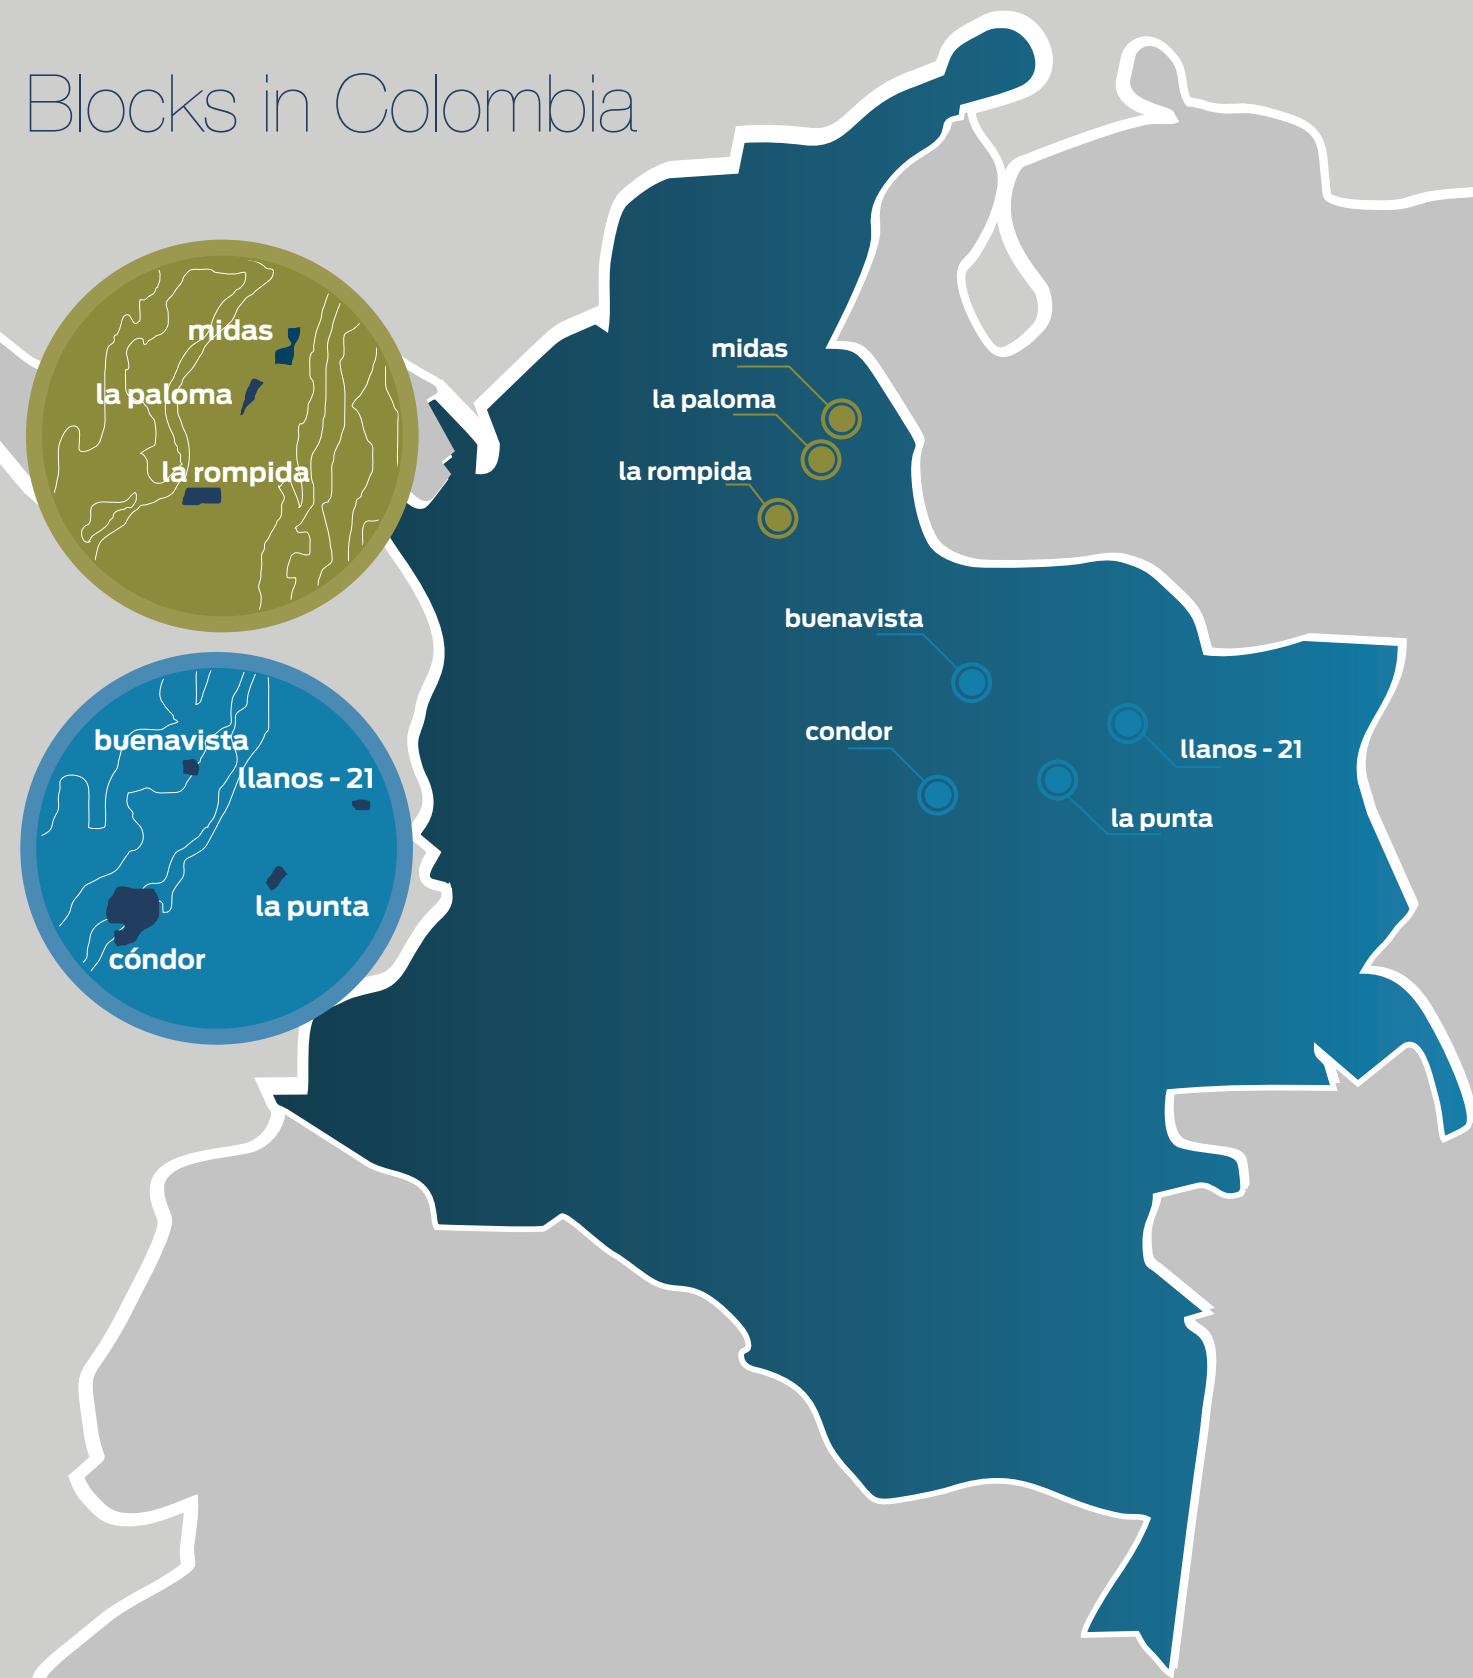 Blocks in Colombia
midas
la paloma
la rompida
buenavista
llanos - 21
la punta
cóndor
midas
la paloma
la rompida
buenavista
condor
llanos - 21
la punta